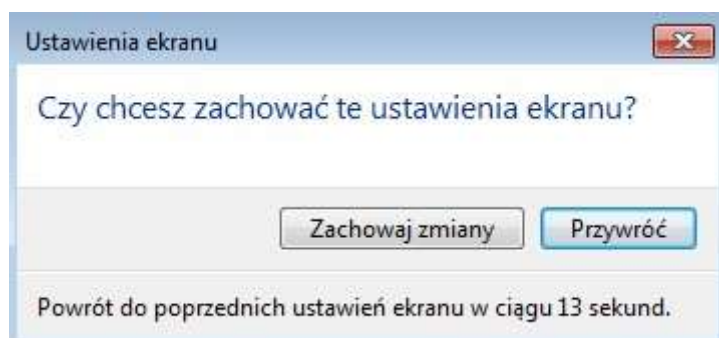 Ustawienia ekranu
Czy chcesz zachować te ustawienia ekranu?
Zachowaj zmiany Przywróć
Powrót do poprzednich ustawień ekranu w ciągu 13 sekund.